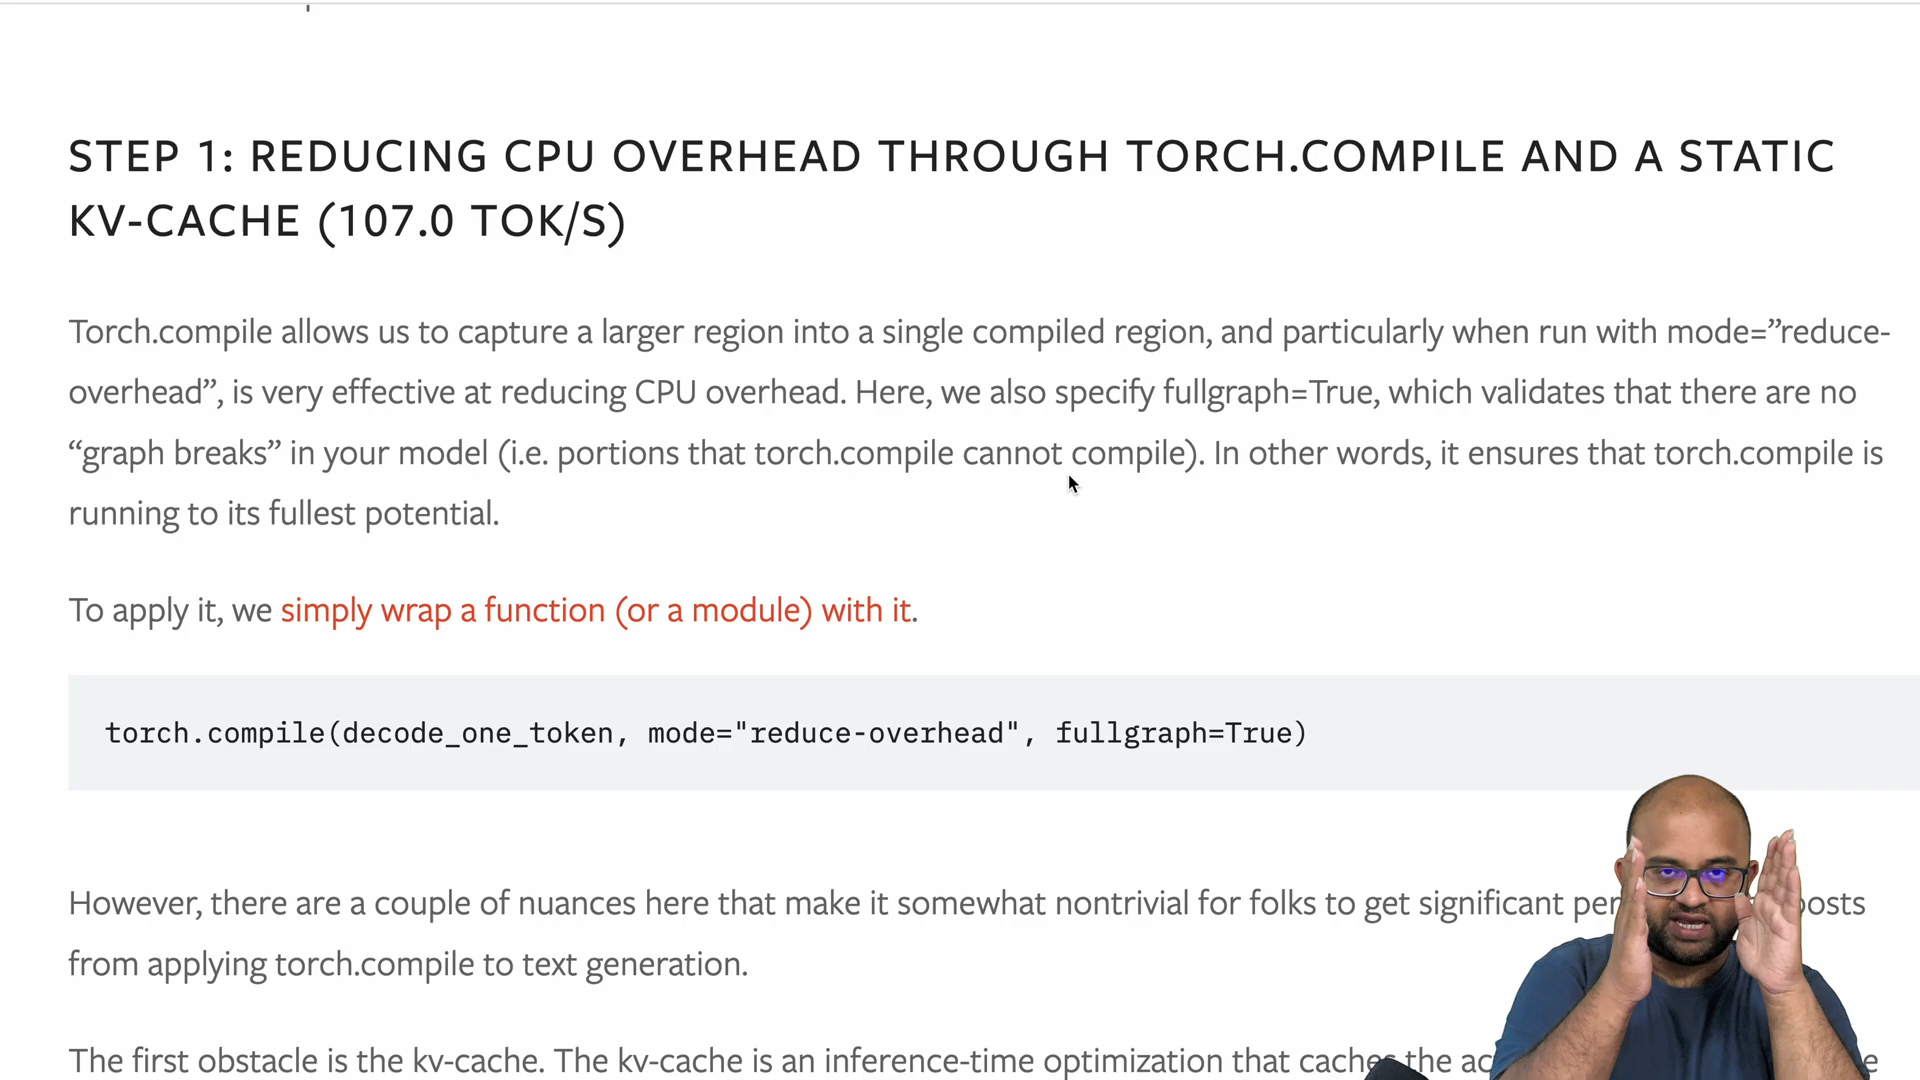 STEP 1: REDUCING CPU OVERHEAD THROUGH TORCH.COMPILE AND A STATIC
KV-CACHE (107.0 TOK/S)
Torch.compile allows us to capture a larger region into a single compiled region, and particularly when run with mode=”reduce-
overhead”, is very effective at reducing CPU overhead. Here, we also specify fullgraph=True, which validates that there are no
“graph breaks” in your model (i.e. portions that torch.compile cannot compile). In other words, it ensures that torch.compile is
running to its fullest potential.
To apply it, we simply wrap a function (or a module) with it.
torch.compile(decode_one_token, mode="reduce-overhead", fullgraph=True)
However, there are a couple of nuances here that make it somewhat nontrivial for folks to get significant
from applying torch.compile to text generation.
The first obstacle is the kv-cache. The kv-cache is an inference-time optimization that caches the